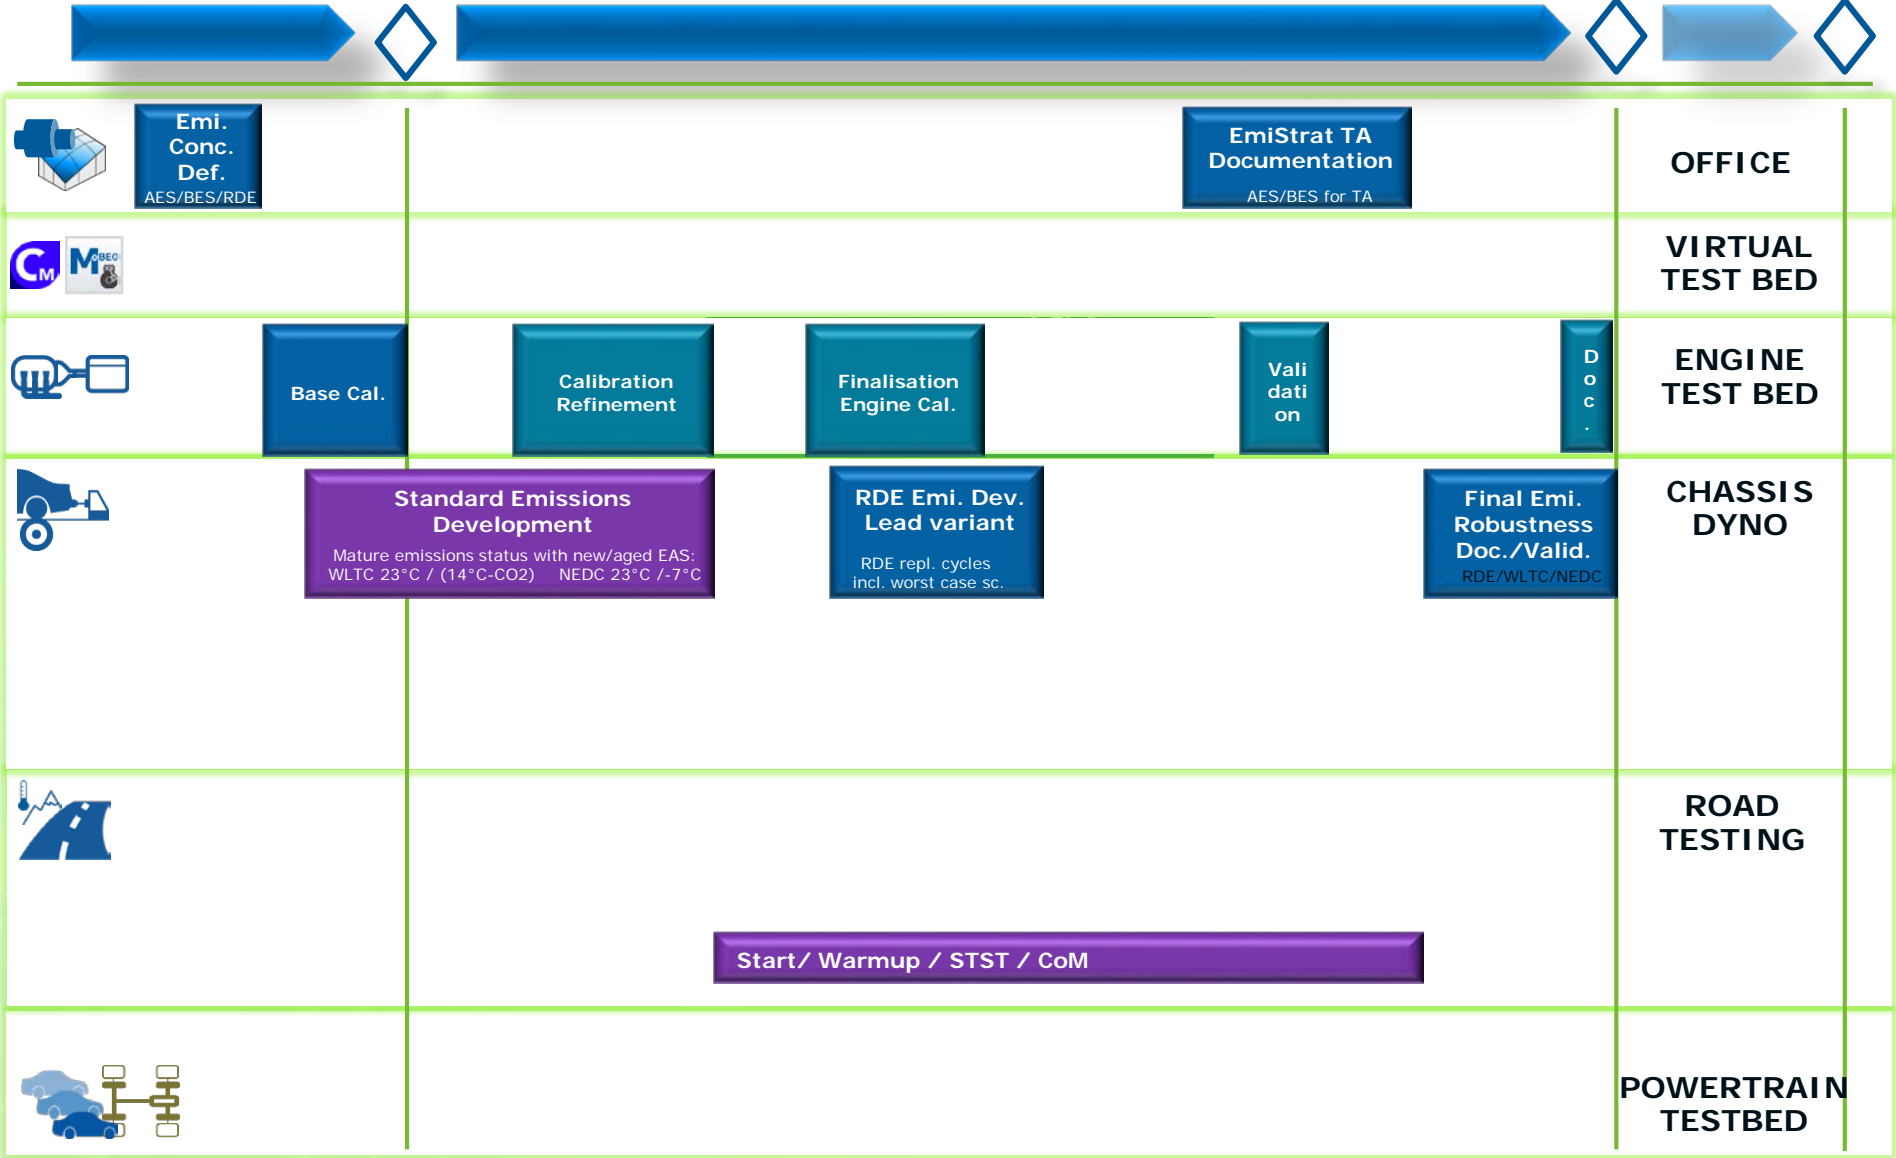 Emi.
Conc.
Def.
AES/BES/RDE
EmiStrat TA
Documentation
AES/BES for TA
OFFICE
CM
MOBEO
VIRTUAL
TEST BED
Base Cal.
Calibration
Refinement
Finalisation
Engine Cal.
Vali
dati
on
D
o
c
.
ENGINE
TEST BED
Standard Emissions
Development
Mature emissions status with new/aged EAS:
WLTC 23°C / (14°C-CO2) NEDC 23°C /-7°C
RDE Emi. Dev.
Lead variant
RDE repl. cycles
incl. worst case sc.
Final Emi.
Robustness
Doc./Valid.
RDE/WLTC/NEDC
CHASSIS
DYNO
ROAD
TESTING
Start/ Warmup / STST / CoM
POWERTRAIN
TESTBED